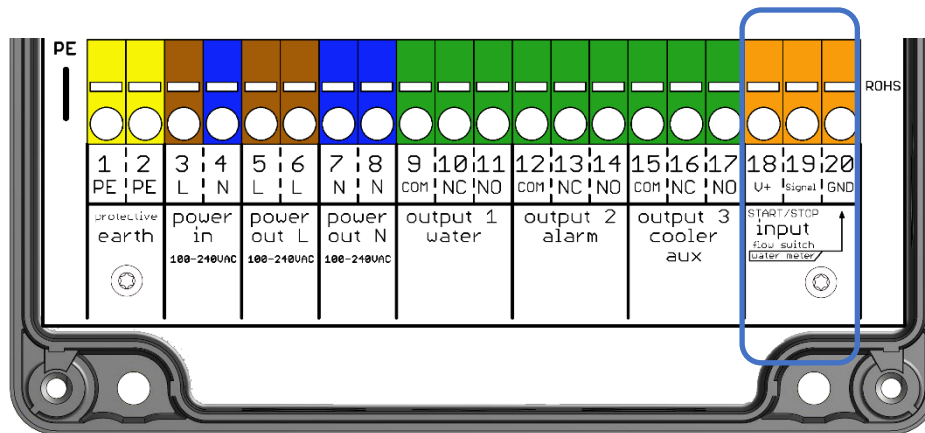 PE
ROHS
1 2 3 4 5 6 7 8 9 10 11 12 13 14 15 16 17 18 19 20
PE PE L N L L N N COM NC NO COM NC NO COM NC NO V+ Signal GND
protective
earth
power
in
100-240VAC
power
out L
100-240VAC
power
out N
100-240VAC
output 1
water
output 2
alarm
output 3
cooler
aux
START/STOP
input
flow switch
water meter